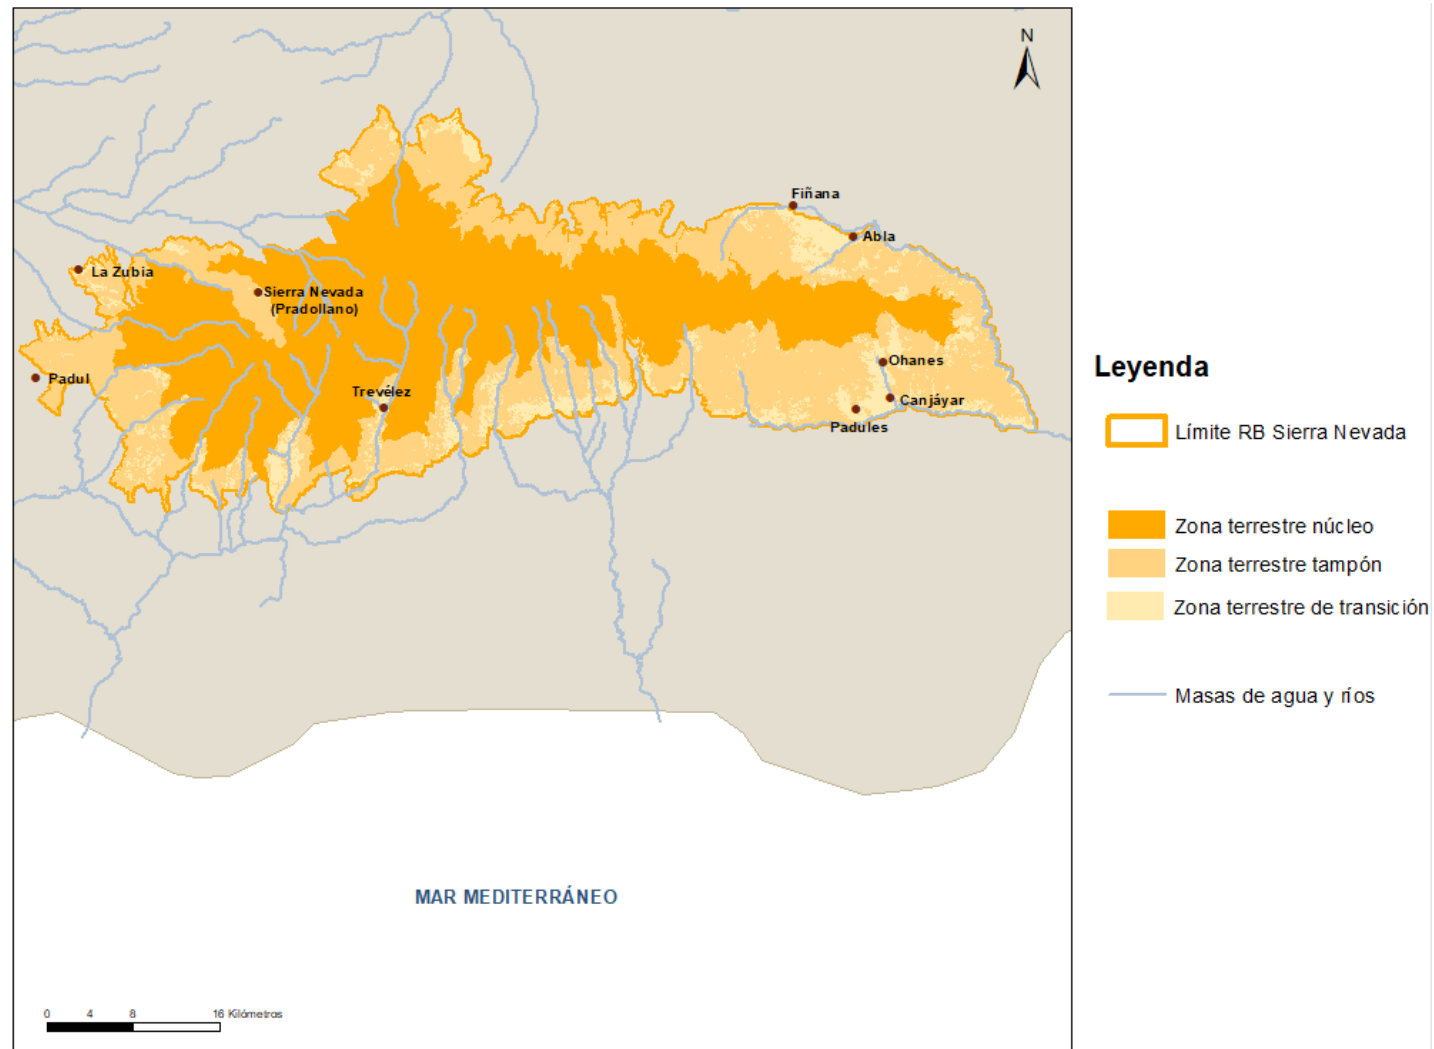 N
Fiñana
Abla
La Zubia
Sierra Nevada
(Pradollano)
Ohanes
Padul
Trevélez
Canjáyar
Padules
MAR MEDITERRÁNEO
0 4 8 16 Kilómetros
Leyenda
Límite RB Sierra Nevada
Zona terrestre núcleo
Zona terrestre tampón
Zona terrestre de transición
Masas de agua y ríos